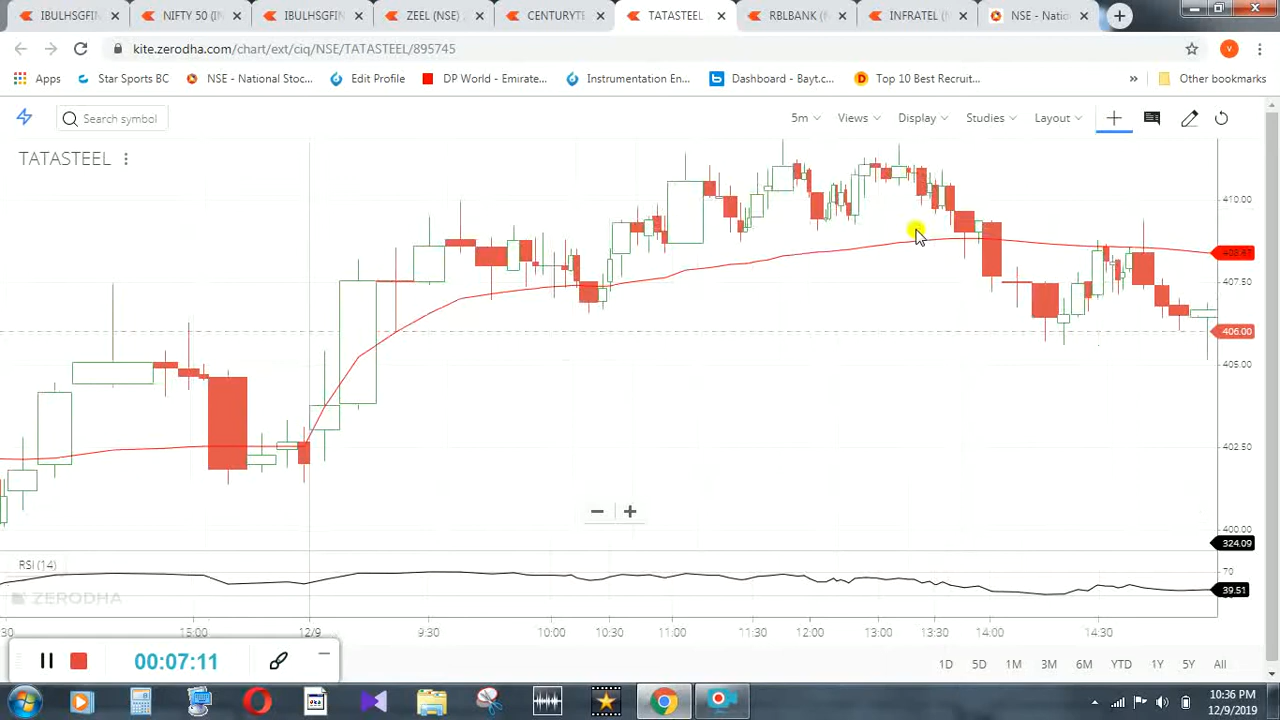 IBULHSGFIN
NIFTY 50 (IN
IBULHSGFIN
ZEEL (NSE)
CENTURYTE
TATASTEEL
RBLBANK (N
INFRATEL
NSE - Natio
kite.zerodha.com/chart/ext/ciq/NSE/TATASTEEL/895745
V
Apps
Star Sports BC
NSE - National Stoc...
Edit Profile
DP World - Emirate...
Instrumentation En...
Dashboard - Bayt.c...
Top 10 Best Recruit...
»
Other bookmarks
Search symbol
5m
Views
Display
Studies
Layout
TATASTEEL
410.00
407.50
406.00
405.00
402.50
400.00
324.09
RSI (14)
70
39.51
ZERODHA
:30
15:00
12/9
9:30
10:00
10:30
11:00
11:30
12:00
13:00
13:30
14:00
14:30
00:07:11
1D
5D
1M
3M
6M
YTD
1Y
5Y
All
10:36 PM
12/9/2019